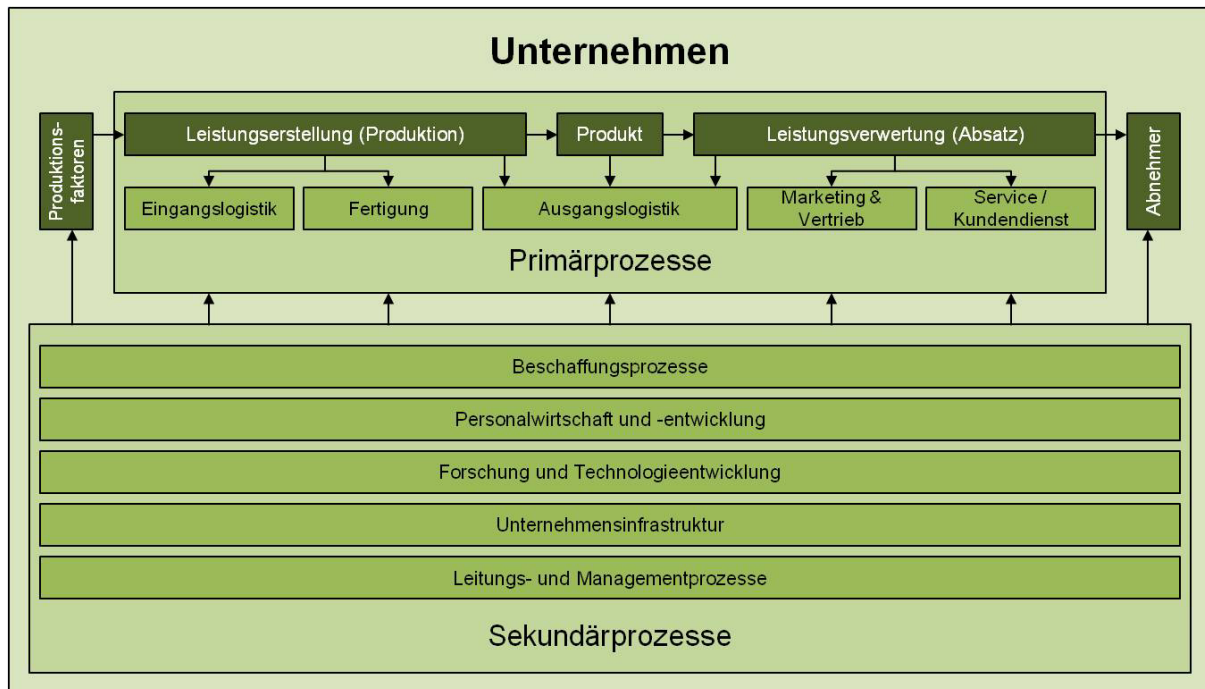 Unternehmen
Produktions-
faktoren
Leistungserstellung (Produktion)
Produkt
Leistungsverwertung (Absatz)
Abnehmer
Eingangslogistik
Fertigung
Ausgangslogistik
Marketing &
Vertrieb
Service /
Kundendienst
Primärprozesse
Beschaffungsprozesse
Personalwirtschaft und -entwicklung
Forschung und Technologieentwicklung
Unternehmensinfrastruktur
Leitungs- und Managementprozesse
Sekundärprozesse